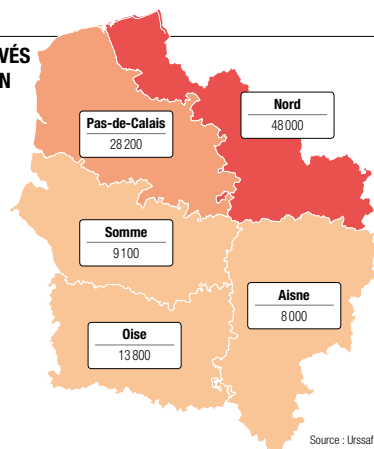 VÉS
N
Nord
48 000
Pas-de-Calais
28 200
Somme
9 100
Aisne
8 000
Oise
13 800
Source : Urssaf